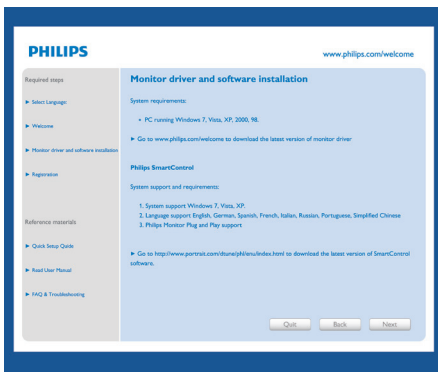 PHILIPS
www.philips.com/welcome
Required steps
▶ Select Language:
▶ Welcome
▶ Monitor driver and software installation
▶ Registration
Reference materials
▶ Quick Setup Quide
▶ Read User Manual
▶ FAQ & Troubleshooting
Monitor driver and software installation
System requirements:
» PC running Windows 7, Vista, XP, 2000, 98.
▶ Go to www.philips.com/welcome to download the latest version of monitor driver
Philips SmartControl
System support and requirements:
1. System support Windows 7, Vista, XP.
2. Language support English, German, Spanish, French, Italian, Russian, Portuguese, Simplified Chinese
3. Philips Monitor Plug and Play support
▶ Go to http://www.portrait.com/dtune/phl/enu/index.html to download the latest version of SmartControl
software.
Quit
Back
Next